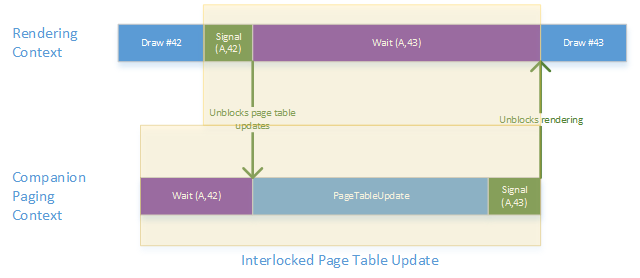 Rendering
Context
Draw #42
Signal
(A,42)
Wait (A,43)
Draw #43
Unblocks page table
updates
Unblocks rendering
Companion
Paging
Context
Wait (A,42)
PageTableUpdate
Signal
(A,43)
Interlocked Page Table Update